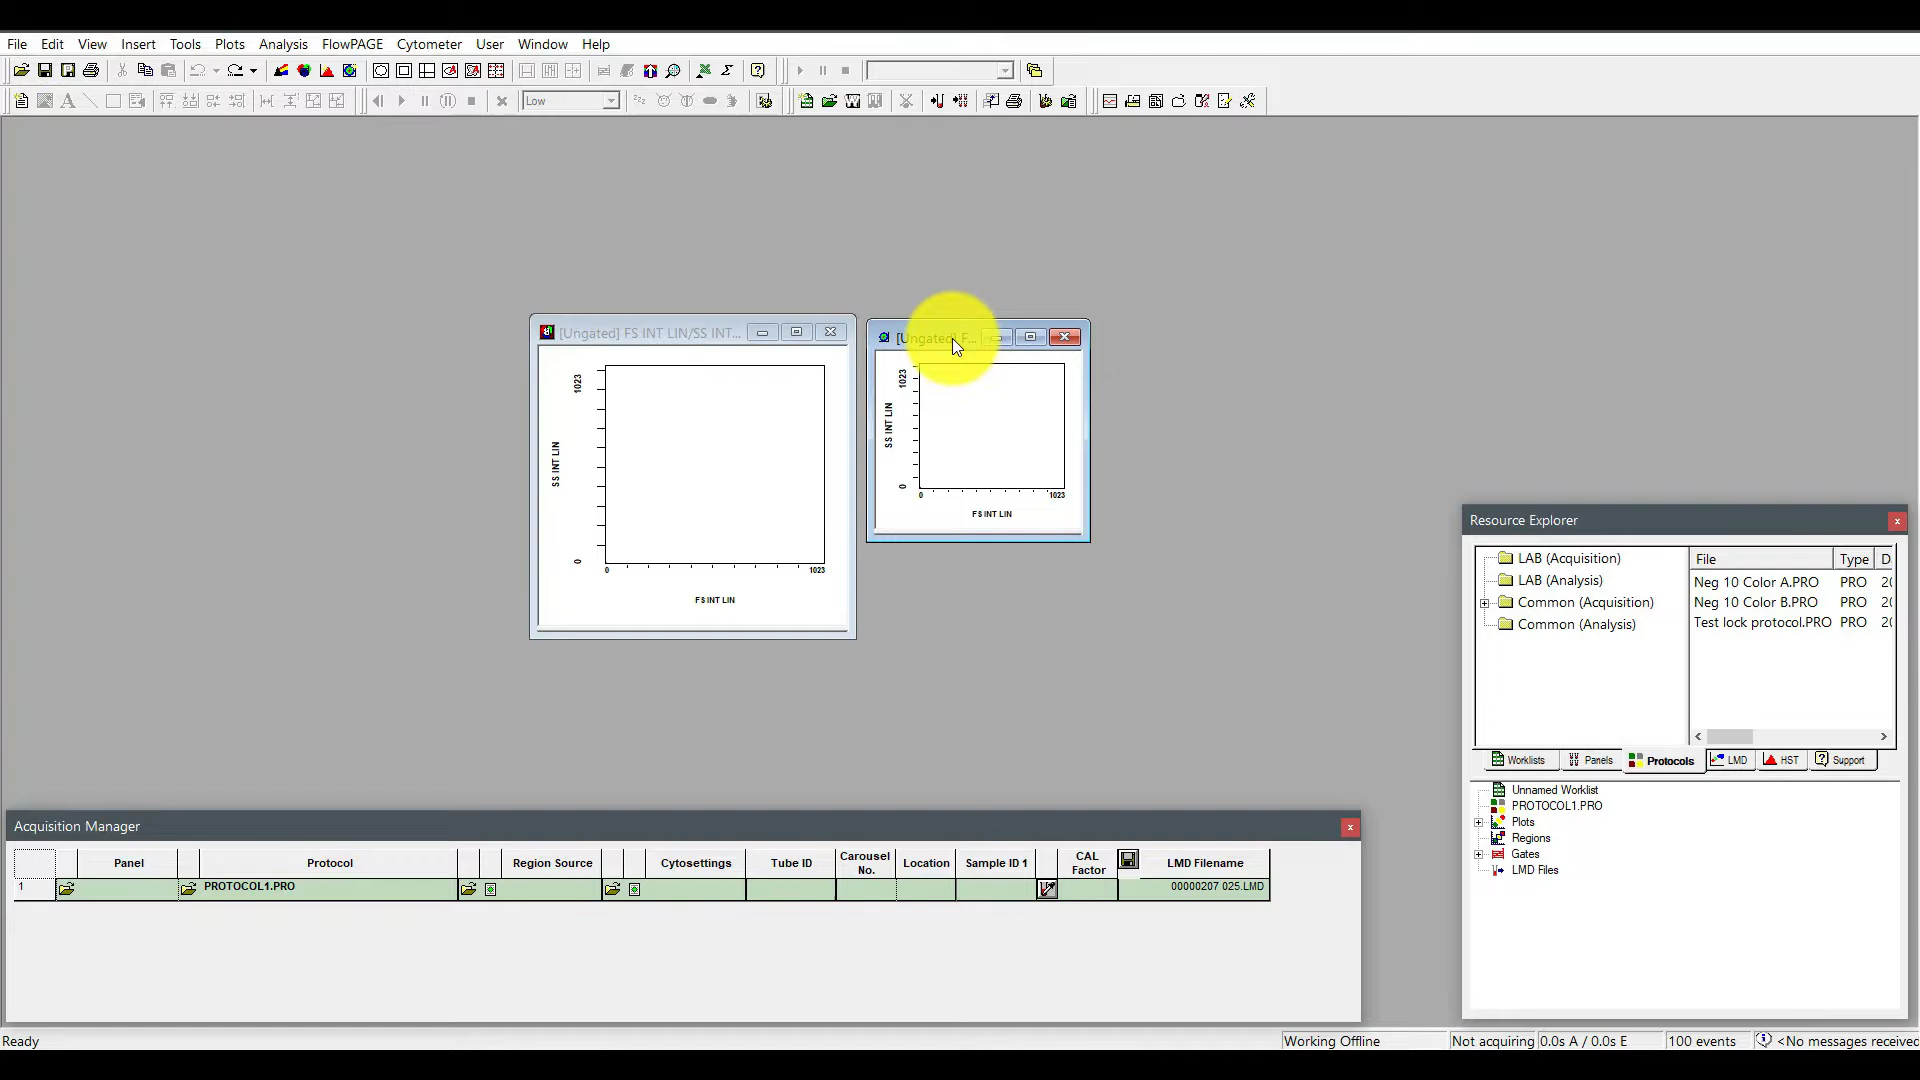 File Edit View Insert Tools Plots Analysis FlowPAGE Cytometer User Window Help
Low
[Ungated] FS INT LIN/SS INT...
1023
SS INT LIN
0
0 1023
FS INT LIN
[Ungated] F...
1023
SS INT LIN
0
0 1023
FS INT LIN
Resource Explorer
LAB (Acquisition)
LAB (Analysis)
Common (Acquisition)
Common (Analysis)
File Type D
Neg 10 Color A.PRO PRO 20
Neg 10 Color B.PRO PRO 20
Test lock protocol.PRO PRO 20
Worklists Panels Protocols LMD HST Support
Unnamed Worklist
PROTOCOL1.PRO
Plots
Regions
Gates
LMD Files
Acquisition Manager
Panel Protocol Region Source Cytosettings Tube ID Carousel No. Location Sample ID 1 CAL Factor LMD Filename
1 PROTOCOL1.PRO 00000207 025.LMD
Ready Working Offline Not acquiring 0.0s A / 0.0s E 100 events <No messages received